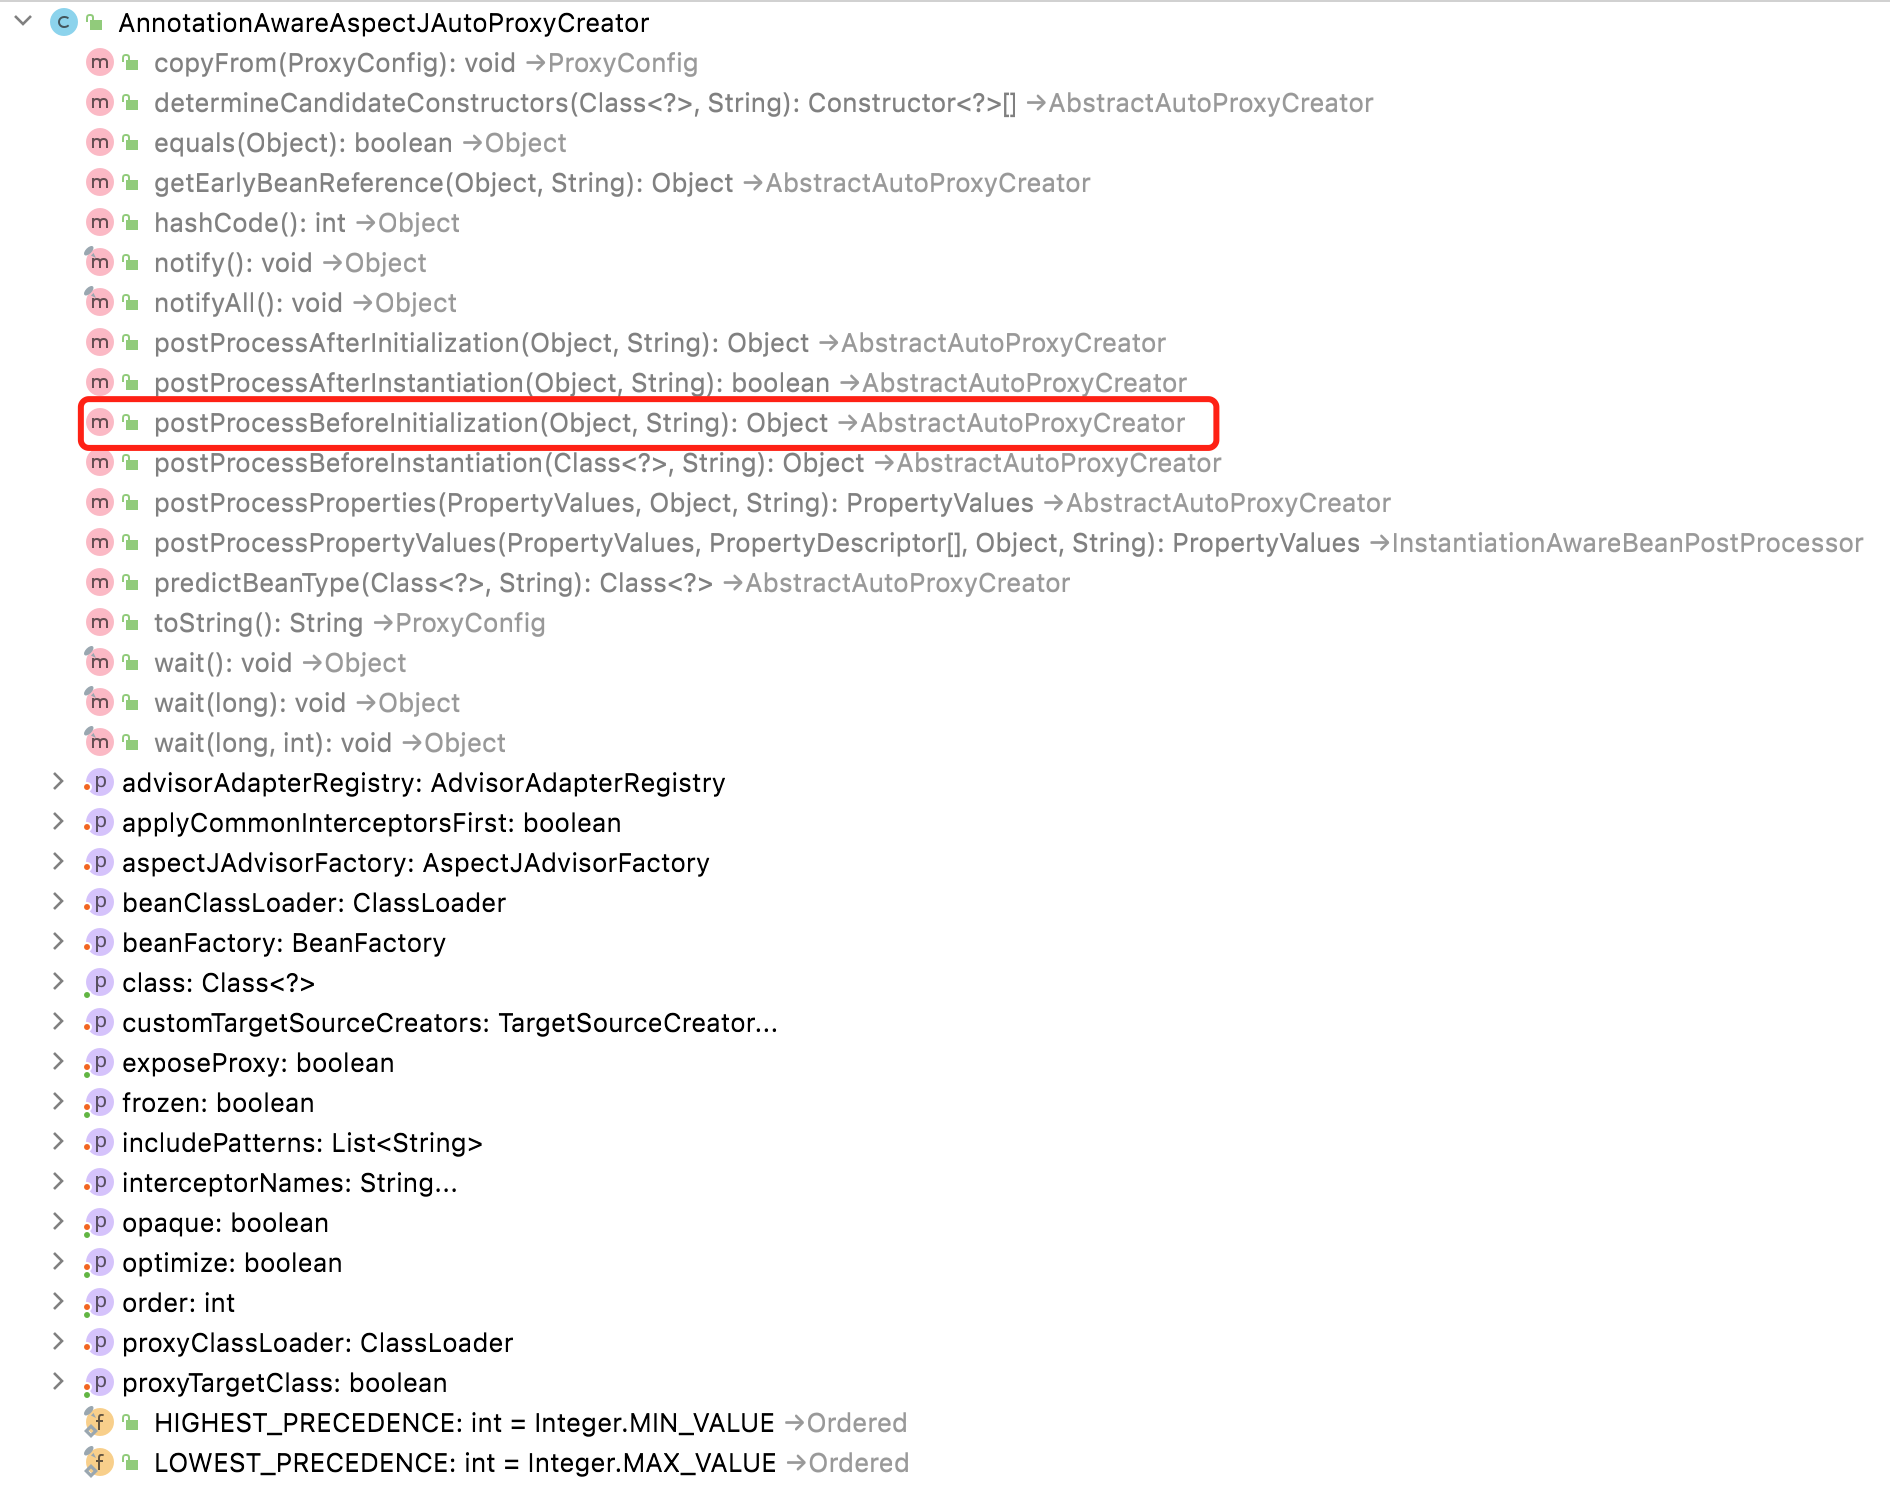 AnnotationAwareAspectJAutoProxyCreator
copyFrom(ProxyConfig): void →ProxyConfig
determineCandidateConstructors(Class<?>, String): Constructor<?>[] →AbstractAutoProxyCreator
equals(Object): boolean →Object
getEarlyBeanReference(Object, String): Object →AbstractAutoProxyCreator
hashCode(): int →Object
notify(): void →Object
notifyAll(): void →Object
postProcessAfterInitialization(Object, String): Object →AbstractAutoProxyCreator
postProcessAfterInstantiation(Object, String): boolean →AbstractAutoProxyCreator
postProcessBeforeInitialization(Object, String): Object →AbstractAutoProxyCreator
postProcessBeforeInstantiation(Class<?>, String): Object →AbstractAutoProxyCreator
postProcessProperties(PropertyValues, Object, String): PropertyValues →AbstractAutoProxyCreator
postProcessPropertyValues(PropertyValues, PropertyDescriptor[], Object, String): PropertyValues →InstantiationAwareBeanPostProcessor
predictBeanType(Class<?>, String): Class<?> →AbstractAutoProxyCreator
toString(): String →ProxyConfig
wait(): void →Object
wait(long): void →Object
wait(long, int): void →Object
advisorAdapterRegistry: AdvisorAdapterRegistry
applyCommonInterceptorsFirst: boolean
aspectJAdvisorFactory: AspectJAdvisorFactory
beanClassLoader: ClassLoader
beanFactory: BeanFactory
class: Class<?>
customTargetSourceCreators: TargetSourceCreator...
exposeProxy: boolean
frozen: boolean
includePatterns: List<String>
interceptorNames: String...
opaque: boolean
optimize: boolean
order: int
proxyClassLoader: ClassLoader
proxyTargetClass: boolean
HIGHEST_PRECEDENCE: int = Integer.MIN_VALUE →Ordered
LOWEST_PRECEDENCE: int = Integer.MAX_VALUE →Ordered